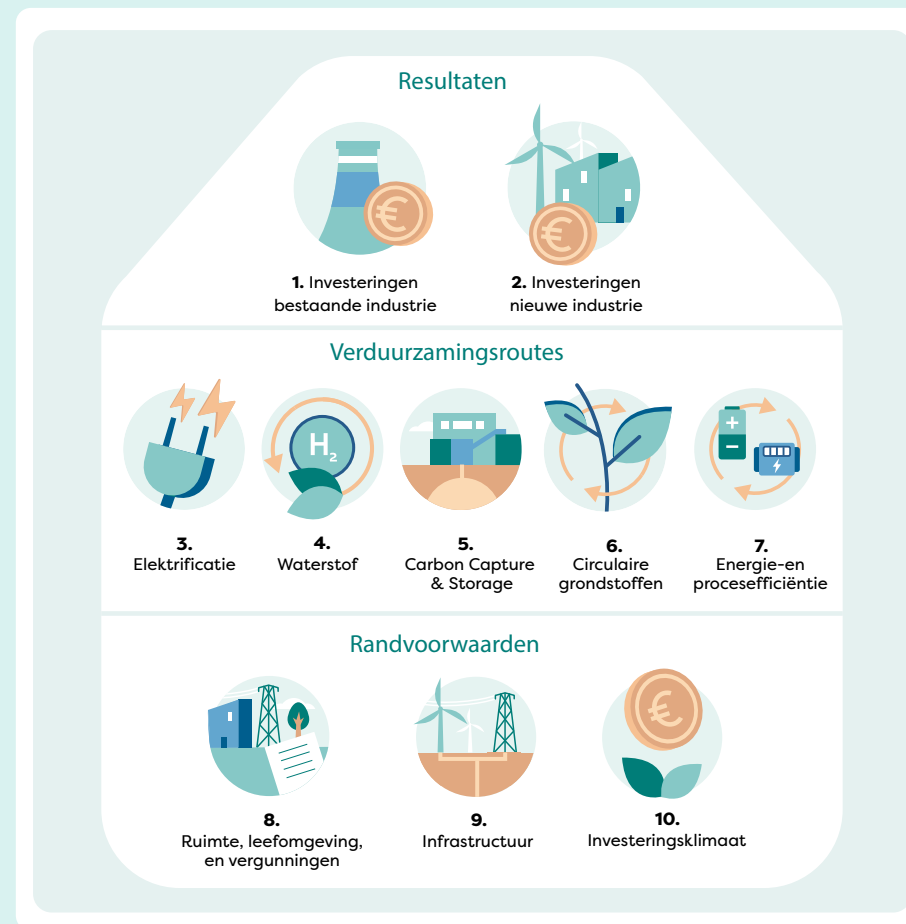 Resultaten
€
€
1. Investeringen
bestaande industrie
2. Investeringen
nieuwe industrie
Verduurzamingsroutes
H2
+
−
3.
Elektrificatie
4.
Waterstof
5.
Carbon Capture
& Storage
6.
Circulaire
grondstoffen
7.
Energie-en
procesefficiëntie
Randvoorwaarden
€
8.
Ruimte, leefomgeving,
en vergunningen
9.
Infrastructuur
10.
Investeringsklimaat